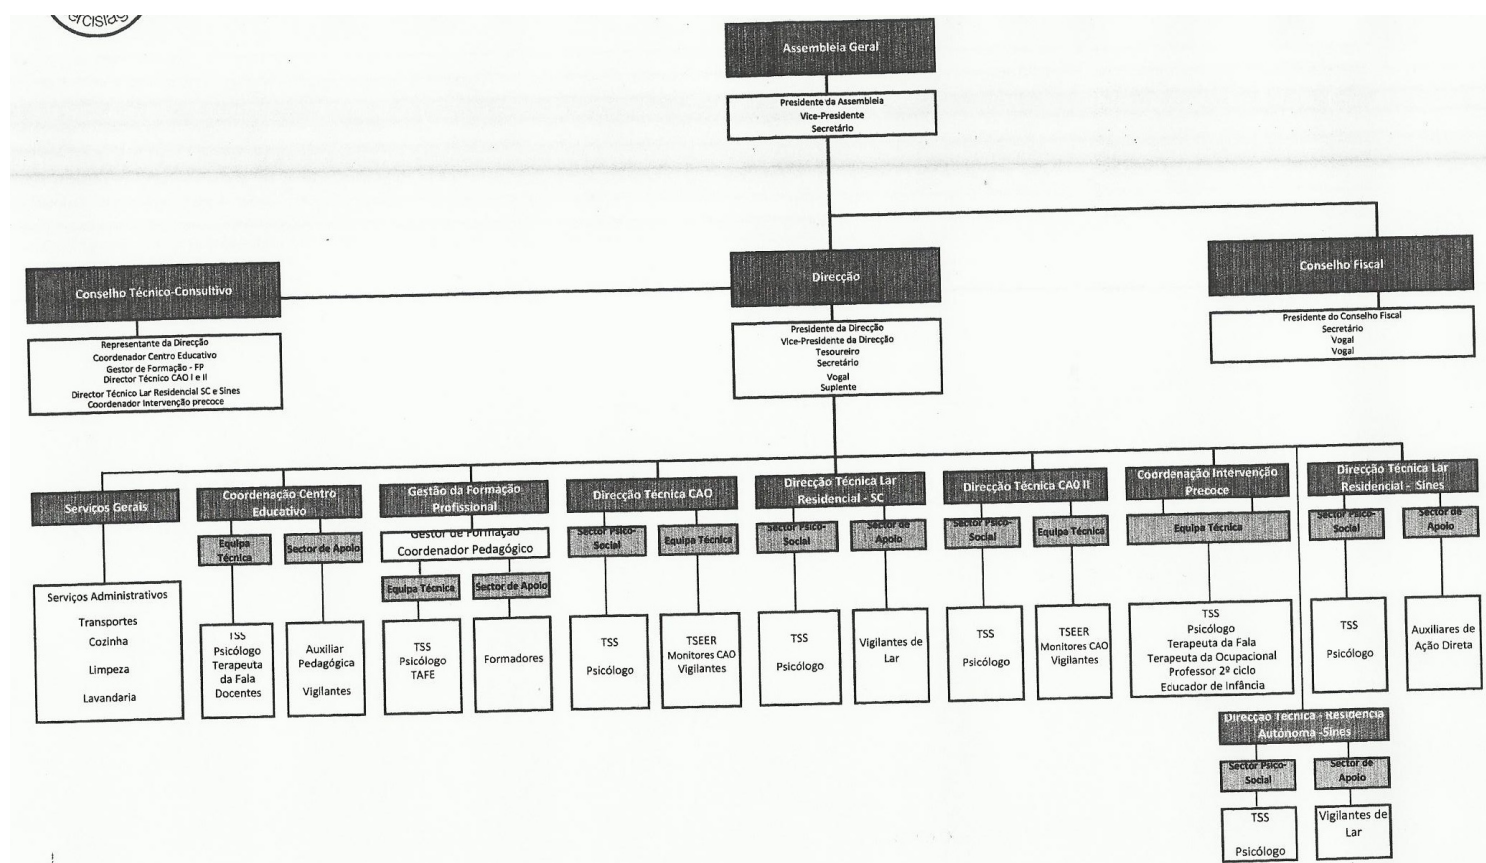 ercislag
Assembleia Geral
Presidente da Assembleia
Vice-Presidente
Secretário
Conselho Técnico-Consultivo
Representante da Direcção
Coordenador Centro Educativo
Gestor de Formação - FP
Director Técnico CAO I e II
Director Técnico Lar Residencial SC e Sines
Coordenador Intervenção precoce
Direcção
Presidente da Direcção
Vice-Presidente da Direcção
Tesoureiro
Secretário
Vogal
Suplente
Conselho Fiscal
Presidente do Conselho Fiscal
Secretário
Vogal
Vogal
Serviços Gerais
Serviços Administrativos
Transportes
Cozinha
Limpeza
Lavandaria
Coordenação Centro
Educativo
Equipa
Técnica
TSS
Psicólogo
Terapeuta
da Fala
Docentes
Sector de Apoio
Auxiliar
Pedagógica
Vigilantes
Gestão da Formação
Profissional
Gestor de Formação
Coordenador Pedagógico
Equipa Técnica
TSS
Psicólogo
TAFE
Sector de Apoio
Formadores
Direcção Técnica CAO
Sector Psico-
Social
TSS
Psicólogo
Equipa Técnica
TSEER
Monitores CAO
Vigilantes
Direcção Técnica Lar
Residencial - SC
Sector Psico-
Social
TSS
Psicólogo
Sector de
Apoio
Vigilantes de
Lar
Direcção Técnica CAO II
Sector Psico-
Social
TSS
Psicólogo
Equipa Técnica
TSEER
Monitores CAO
Vigilantes
Coordenação Intervenção
Precoce
Equipa Técnica
TSS
Psicólogo
Terapeuta da Fala
Terapeuta da Ocupacional
Professor 2º ciclo
Educador de Infância
Direcção Técnica Lar
Residencial - Sines
Sector Psico-
Social
TSS
Psicólogo
Sector de
Apoio
Auxiliares de
Ação Direta
Direcção Técnica - Residência
Autónoma -Sines
Sector Psico-
Social
TSS
Psicólogo
Sector de
Apoio
Vigilantes de
Lar